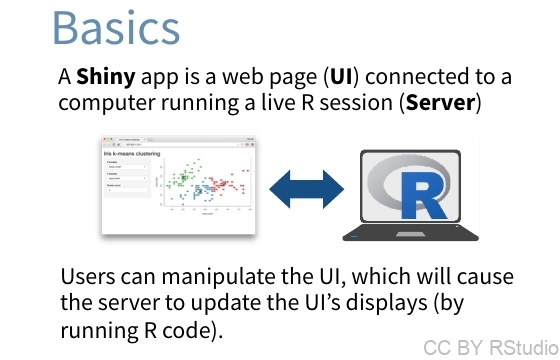 Basics
A Shiny app is a web page (UI) connected to a
computer running a live R session (Server)
Iris k-means clustering
R
Users can manipulate the UI, which will cause
the server to update the UI's displays (by
running R code).
CC BY RStudio